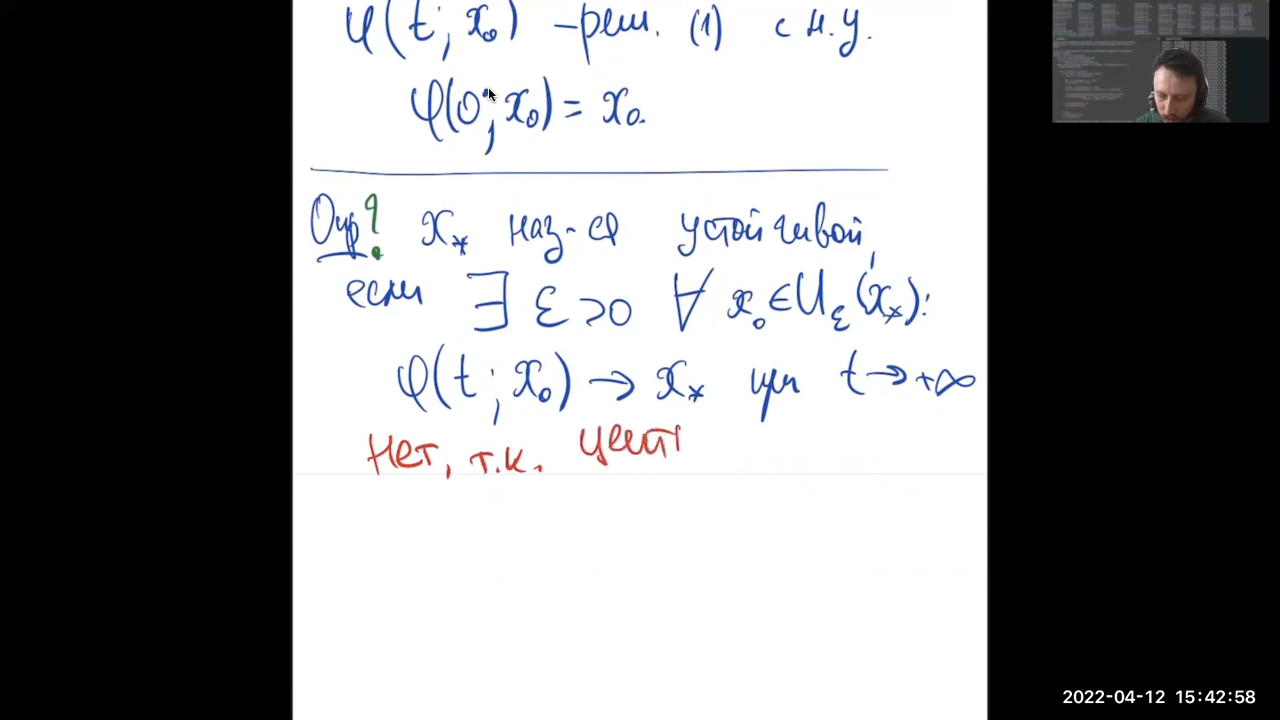 φ(t; x₀) – реш. (1) с н.у.
φ(0; x₀) = x₀.
Опр? x* наз-ся устойчивой,
если ∃ ε > 0 ∀ x₀ ∈ U_ε(x*):
φ(t; x₀) → x* при t → +∞
Нет, т.к. цент
2022-04-12 15:42:58